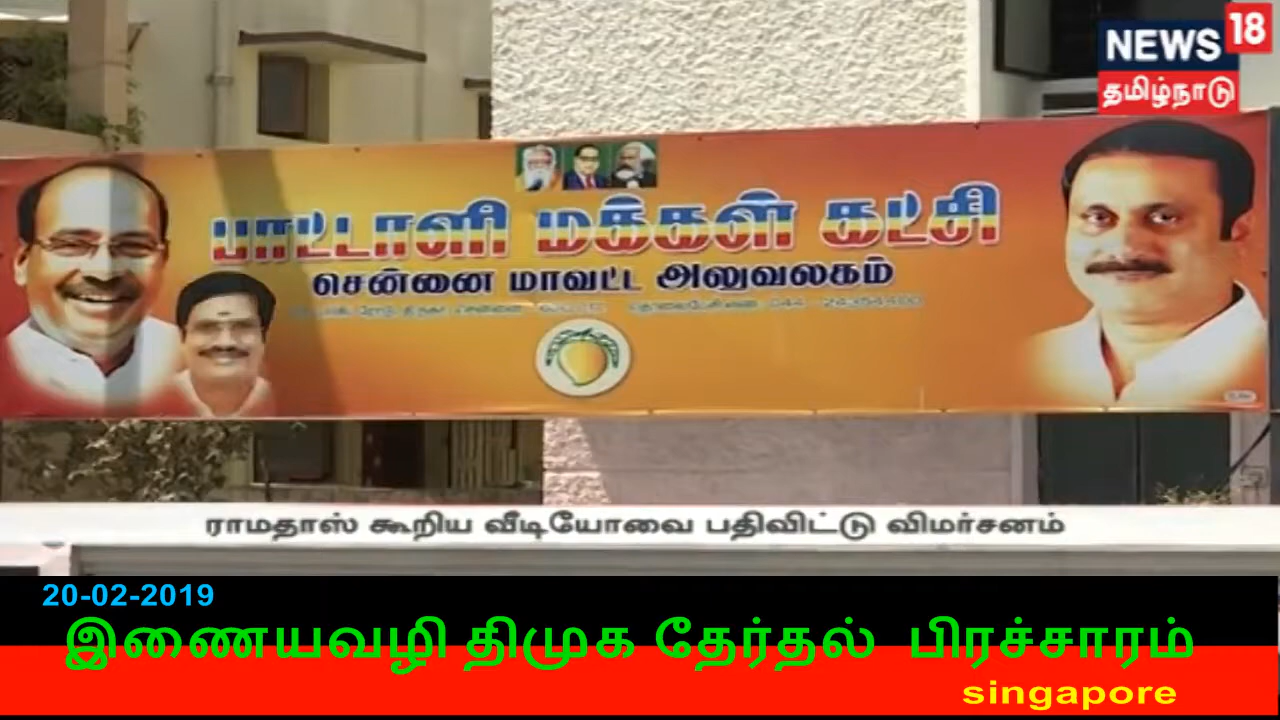 NEWS 18
தமிழ்நாடு
பாட்டாளி மக்கள் கட்சி
சென்னை மாவட்ட அலுவலகம்
சென்னை தொலைபேசி 044
ராமதாஸ் கூறிய வீடியோவை பதிவிட்டு விமர்சனம்
20-02-2019
இணையவழி திமுக தேர்தல் பிரச்சாரம்
singapore